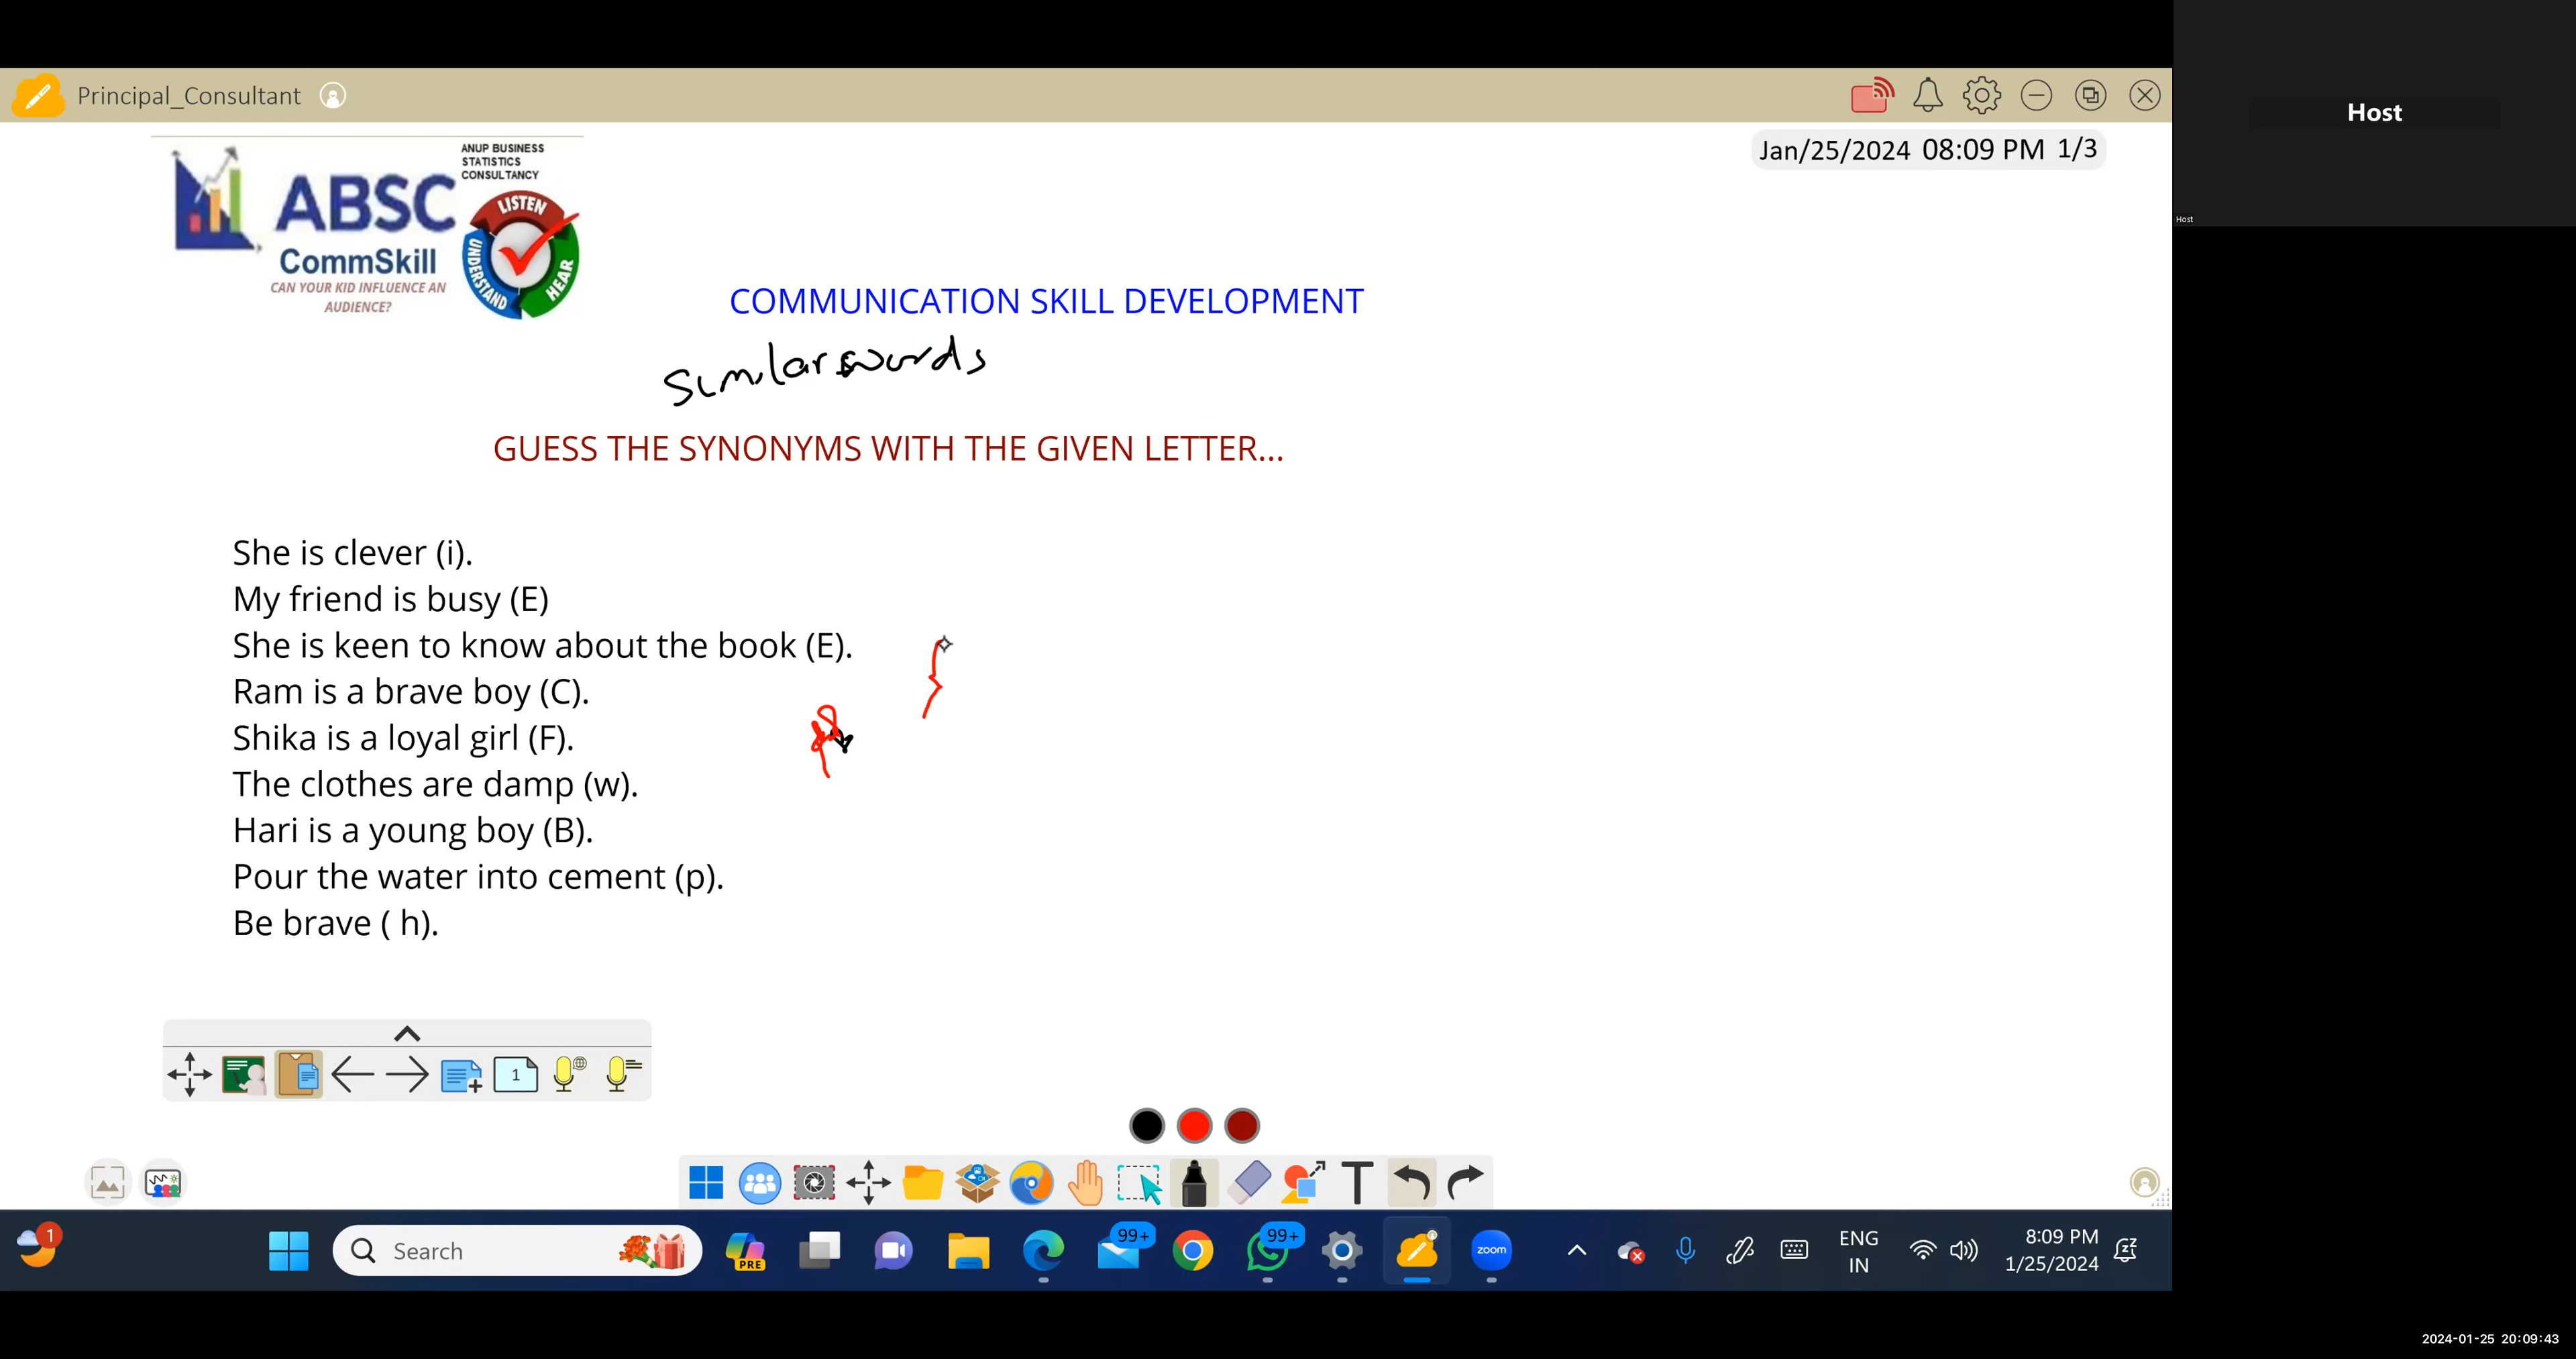 Principal_Consultant
Host
Host
Jan/25/2024 08:09 PM 1/3
ANUP BUSINESS
STATISTICS
CONSULTANCY
ABSC
CommSkill
CAN YOUR KID INFLUENCE AN
AUDIENCE?
LISTEN
UNDERSTAND
HEAR
COMMUNICATION SKILL DEVELOPMENT
Similar words
GUESS THE SYNONYMS WITH THE GIVEN LETTER...
She is clever (i).
My friend is busy (E)
She is keen to know about the book (E).
Ram is a brave boy (C).
Shika is a loyal girl (F).
The clothes are damp (w).
Hari is a young boy (B).
Pour the water into cement (p).
Be brave ( h).
1
T
1
Search
PRE
99+
99+
zoom
ENG
IN
8:09 PM
1/25/2024
2024-01-25 20:09:43